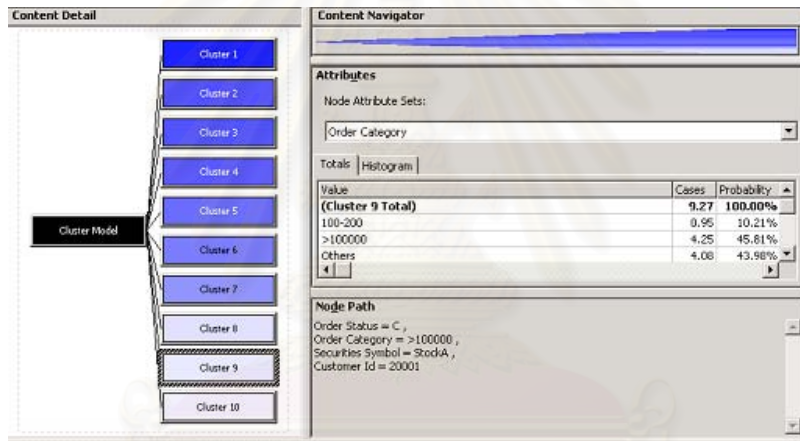 Content Detail
Cluster Model
Cluster 1
Cluster 2
Cluster 3
Cluster 4
Cluster 5
Cluster 6
Cluster 7
Cluster 8
Cluster 9
Cluster 10
Content Navigator
Attributes
Node Attribute Sets:
Order Category
Totals Histogram
Value Cases Probability
(Cluster 9 Total) 9.27 100.00%
100-200 0.95 10.21%
>100000 4.25 45.81%
Others 4.08 43.98%
Node Path
Order Status = C ,
Order Category = >100000 ,
Securities Symbol = StockA ,
Customer Id = 20001